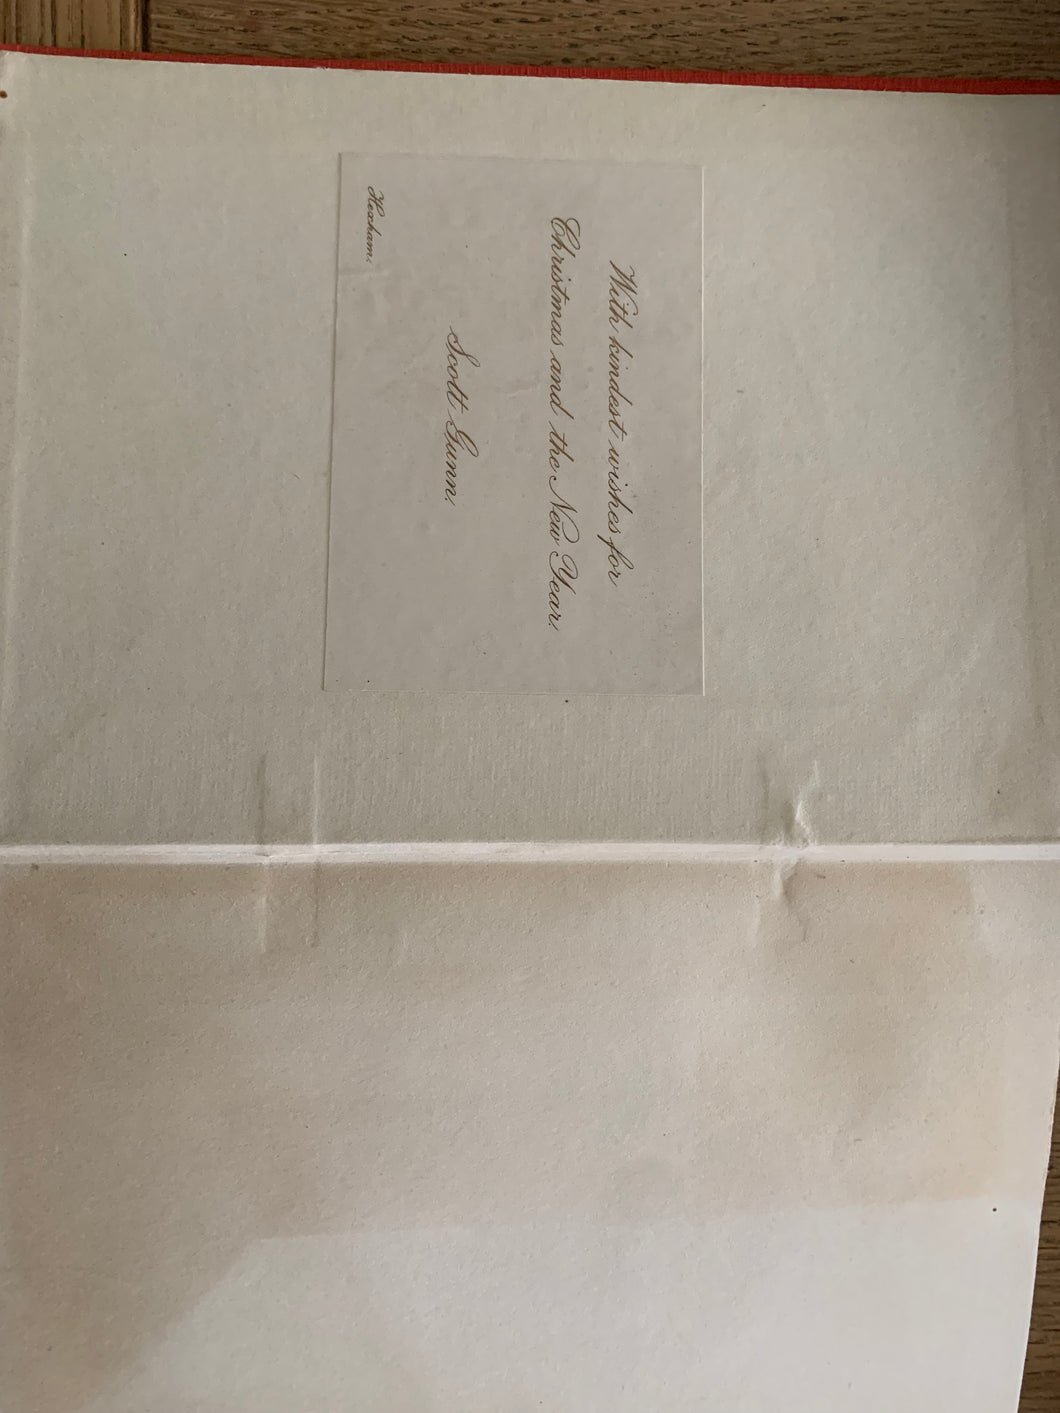 With kindest wishes for
Christmas and the New Year.
Scott Gunn.
Hexham.